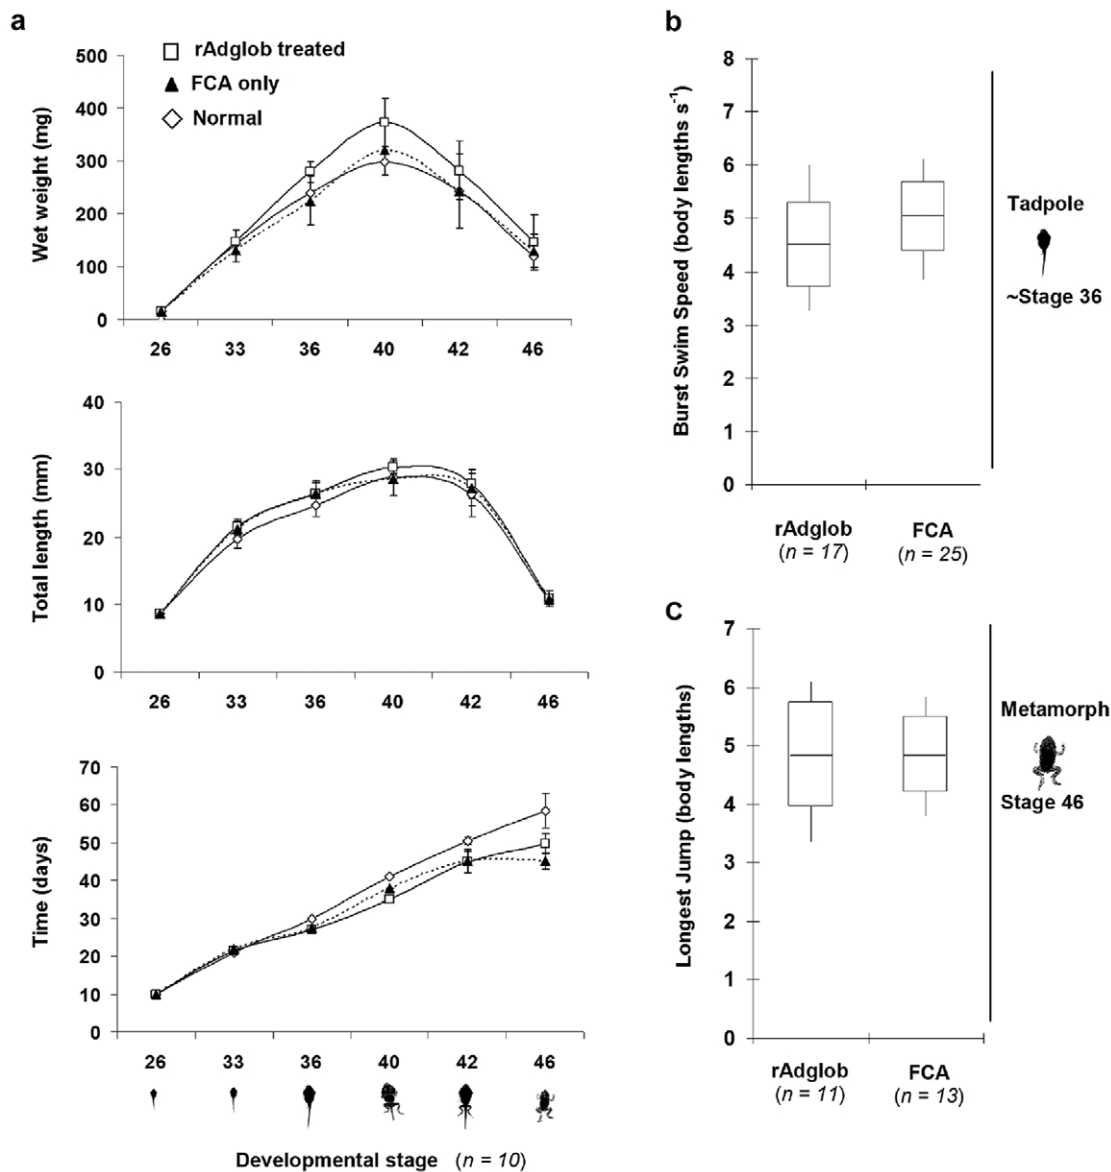 a
rAdglob treated
FCA only
Normal
Wet weight (mg)
500
400
300
200
100
0
26 33 36 40 42 46
Total length (mm)
40
30
20
10
0
26 33 36 40 42 46
Time (days)
70
60
50
40
30
20
10
0
26 33 36 40 42 46
Developmental stage (n = 10)
b
Burst Swim Speed (body lengths s-1)
8
7
6
5
4
3
2
1
0
rAdglob FCA
(n = 17) (n = 25)
Tadpole
~Stage 36
C
Longest Jump (body lengths)
7
6
5
4
3
2
1
0
rAdglob FCA
(n = 11) (n = 13)
Metamorph
Stage 46